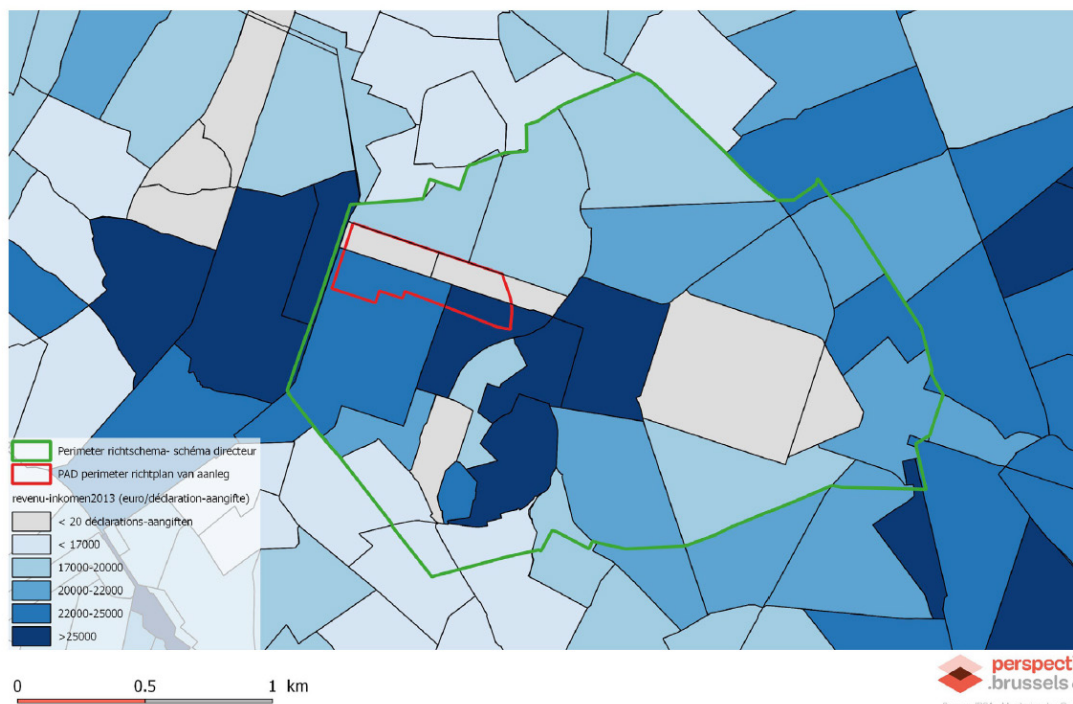 Perimeter richtschema- schéma directeur
PAD perimeter richtplan van aanleg
revenu-inkomen2013 (euro/déclaration-aangifte)
< 20 déclarations-aangiften
< 17000
17000-20000
20000-22000
22000-25000
>25000
0 0.5 1 km
perspect
.brussels